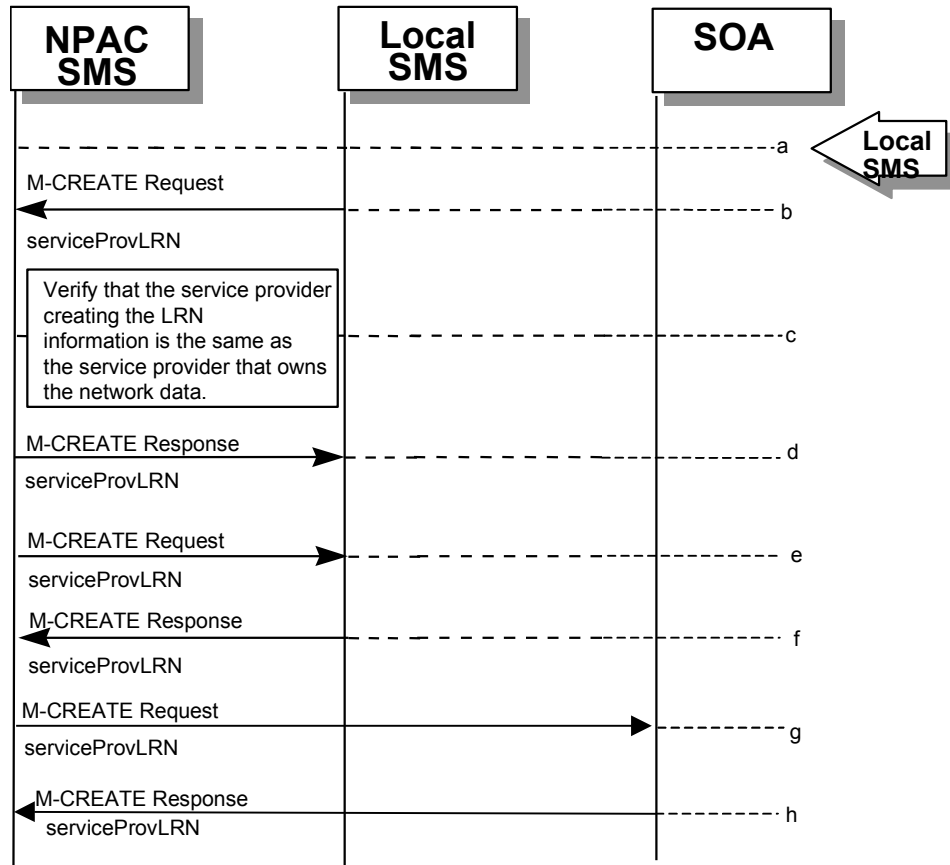 NPAC
SMS
Local
SMS
SOA
a
Local
SMS
M-CREATE Request
b
serviceProvLRN
Verify that the service provider
creating the LRN
information is the same as
the service provider that owns
the network data.
c
M-CREATE Response
d
serviceProvLRN
M-CREATE Request
e
serviceProvLRN
M-CREATE Response
f
serviceProvLRN
M-CREATE Request
g
serviceProvLRN
M-CREATE Response
h
serviceProvLRN